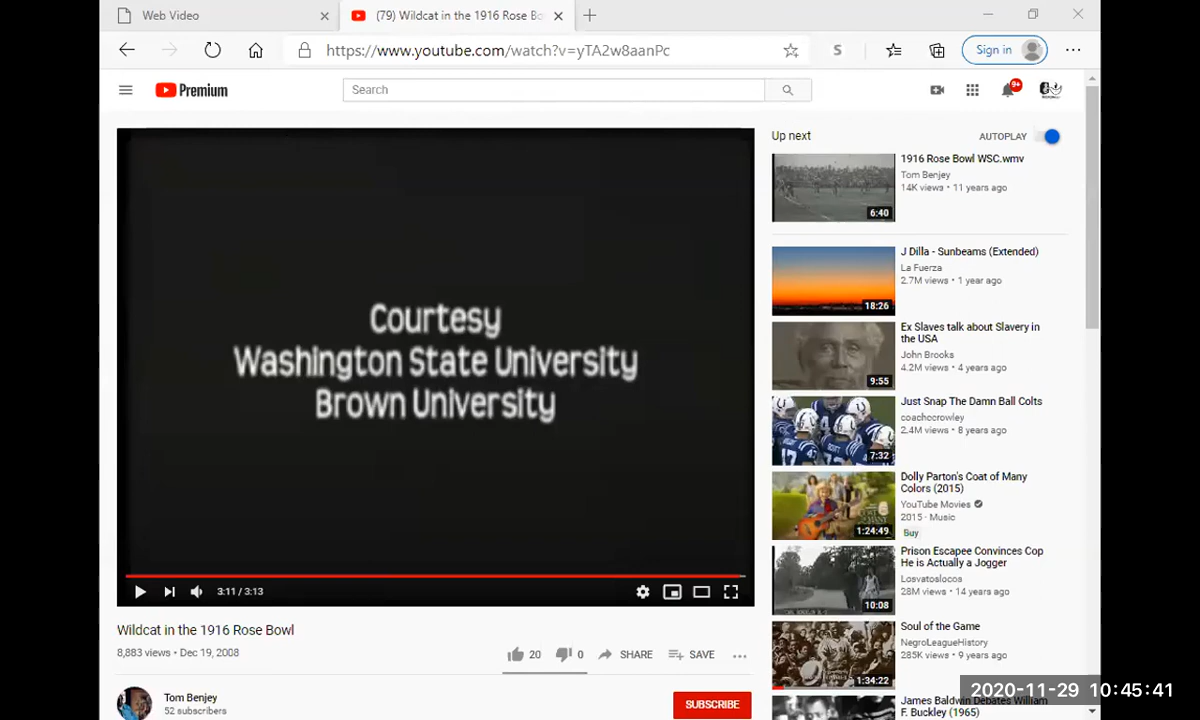 Web Video
(79) Wildcat in the 1916 Rose Bo
https://www.youtube.com/watch?v=yTA2w8aanPc
S
Sign in
Premium
Search
9+
Courtesy
Washington State University
Brown University
3:11 / 3:13
Wildcat in the 1916 Rose Bowl
8,883 views • Dec 19, 2008
20
0
SHARE
SAVE
Tom Benjey
52 subscribers
SUBSCRIBE
Up next
AUTOPLAY
1916 Rose Bowl WSC.wmv
Tom Benjey
14K views • 11 years ago
6:40
J Dilla - Sunbeams (Extended)
La Fuerza
2.7M views • 1 year ago
18:26
Ex Slaves talk about Slavery in
the USA
John Brooks
4.2M views • 4 years ago
9:55
Just Snap The Damn Ball Colts
coachcrowley
2.4M views • 8 years ago
7:32
Dolly Parton's Coat of Many
Colors (2015)
YouTube Movies
2015 · Music
Buy
1:24:49
Prison Escapee Convinces Cop
He is Actually a Jogger
Losvatoslocos
28M views • 14 years ago
10:08
Soul of the Game
NegroLeagueHistory
285K views • 9 years ago
1:34:22
James Baldwin Debates William
F. Buckley (1965)
2020-11-29 10:45:41